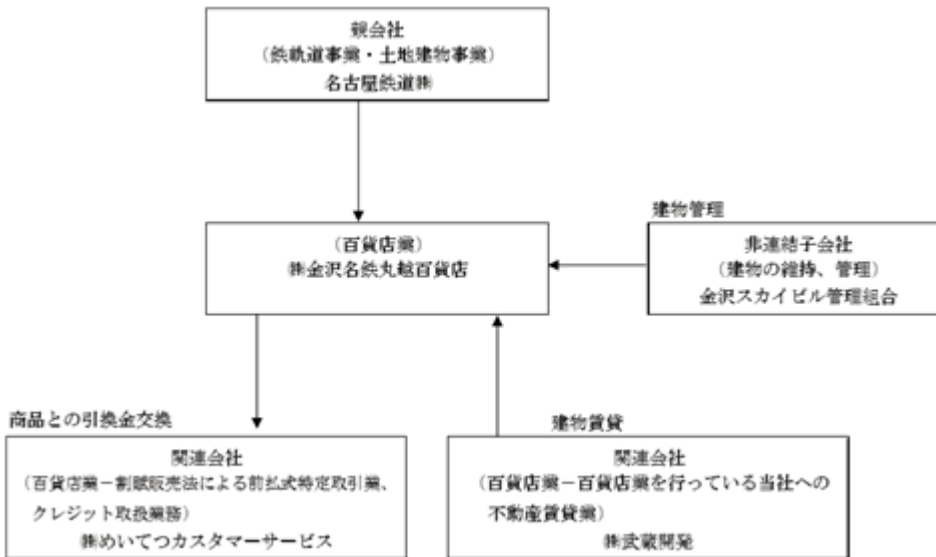 親会社
（鉄軌道事業・土地建物事業）
名古屋鉄道㈱
（百貨店業）
㈱金沢名鉄丸越百貨店
建物管理
非連結子会社
（建物の維持、管理）
金沢スカイビル管理組合
商品との引換金交換
関連会社
（百貨店業－割賦販売法による前払式特定取引業、
クレジット取扱業務）
㈱めいてつカスタマーサービス
建物賃貸
関連会社
（百貨店業－百貨店業を行っている当社への
不動産賃貸業）
㈱武蔵開発